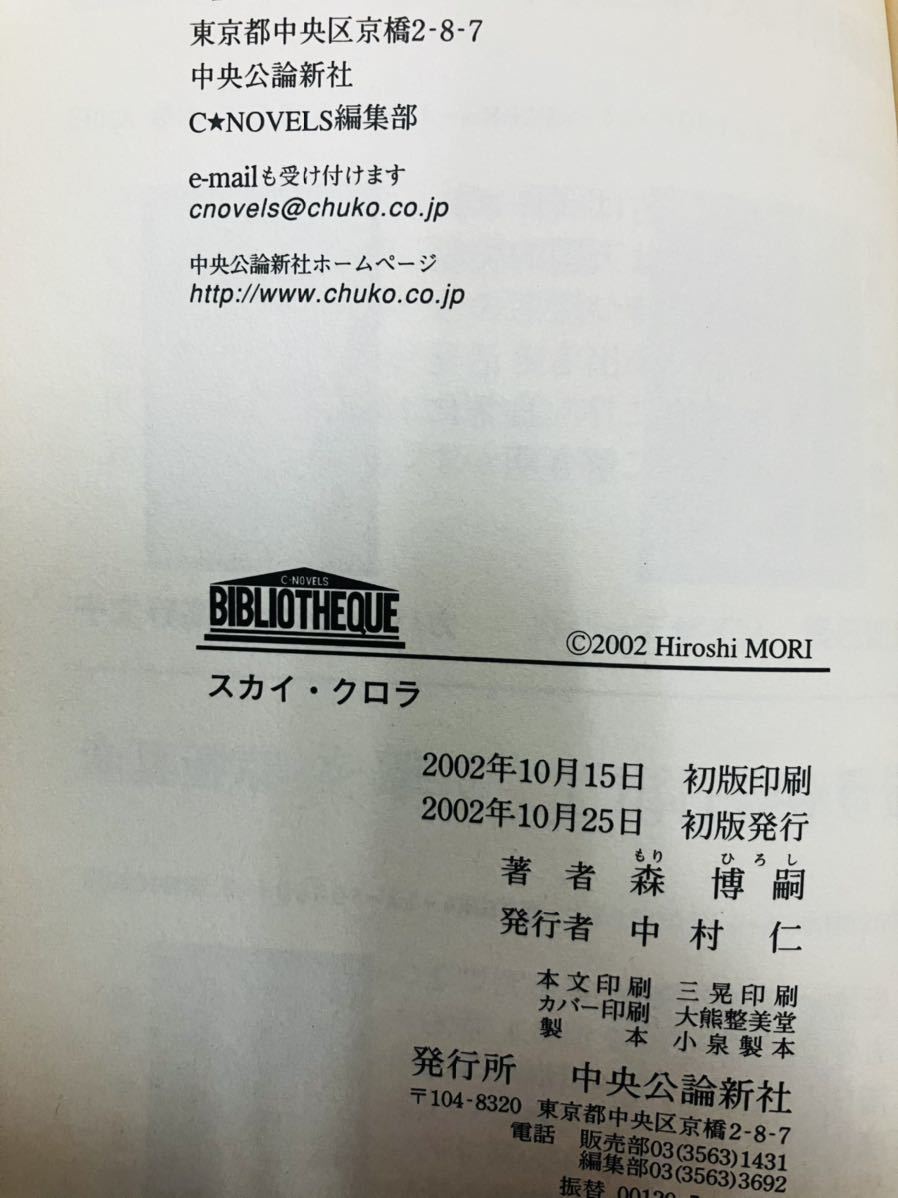 東京都中央区京橋2-8-7
中央公論新社
C★NOVELS編集部
e-mailも受け付けます
cnovels@chuko.co.jp
中央公論新社ホームページ
http://www.chuko.co.jp
C·NOVELS
BIBLIOTHEQUE
©2002 Hiroshi MORI
スカイ・クロラ
2002年10月15日 初版印刷
2002年10月25日 初版発行
もり ひろし
著者 森 博嗣
発行者 中村 仁
本文印刷 三晃印刷
カバー印刷 大熊整美堂
製本 小泉製本
発行所 中央公論新社
〒104-8320 東京都中央区京橋2-8-7
電話 販売部03(3563)1431
編集部03(3563)3692
振替 00120-5